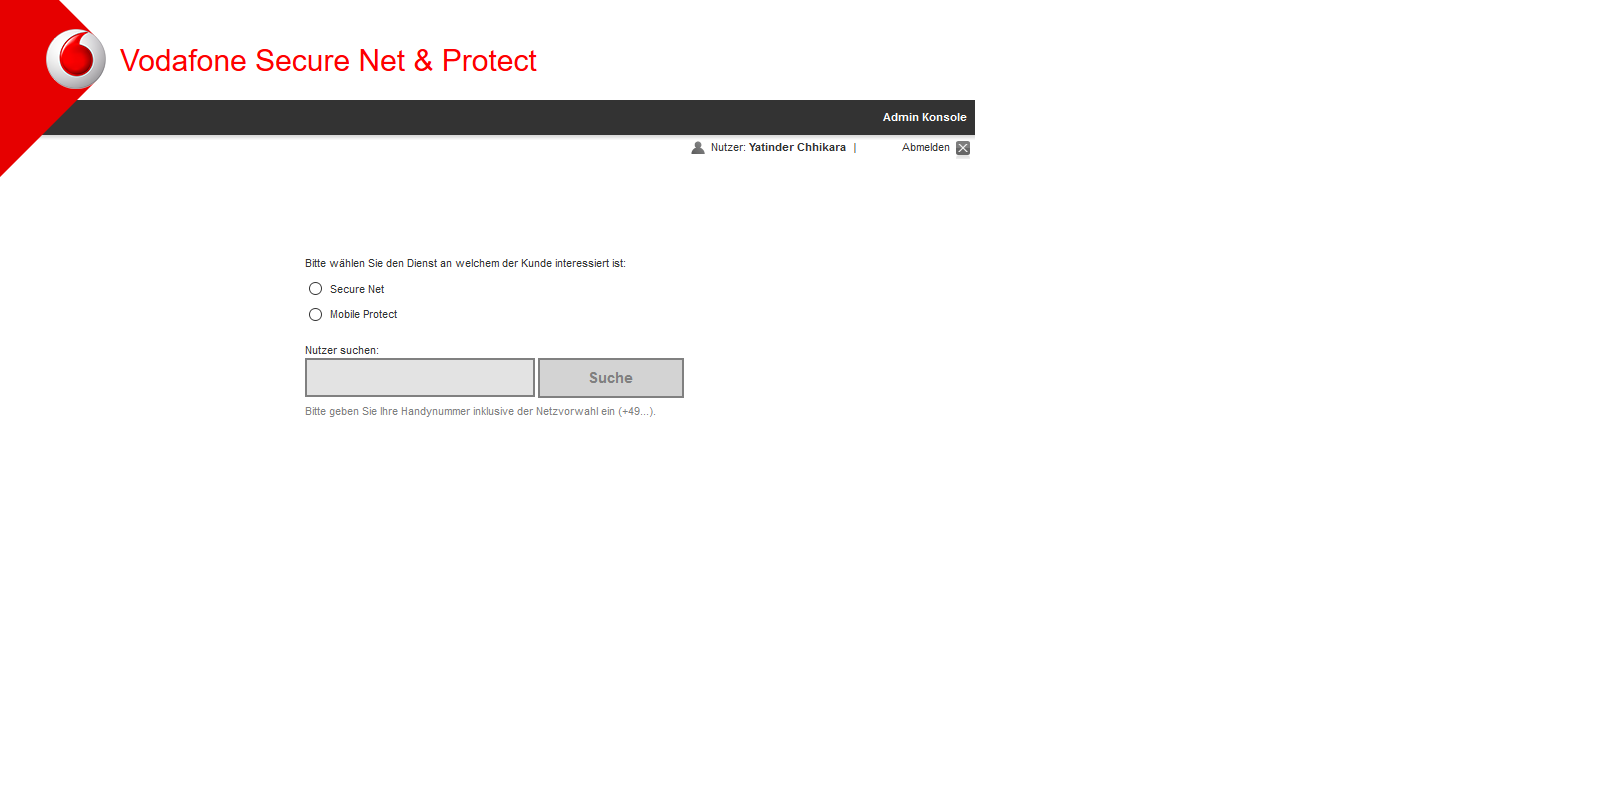 Vodafone Secure Net & Protect
Admin Konsole
Nutzer: Yatinder Chhikara | Abmelden
Bitte wählen Sie den Dienst an welchem der Kunde interessiert ist:
Secure Net
Mobile Protect
Nutzer suchen:
Suche
Bitte geben Sie Ihre Handynummer inklusive der Netzvorwahl ein (+49...).